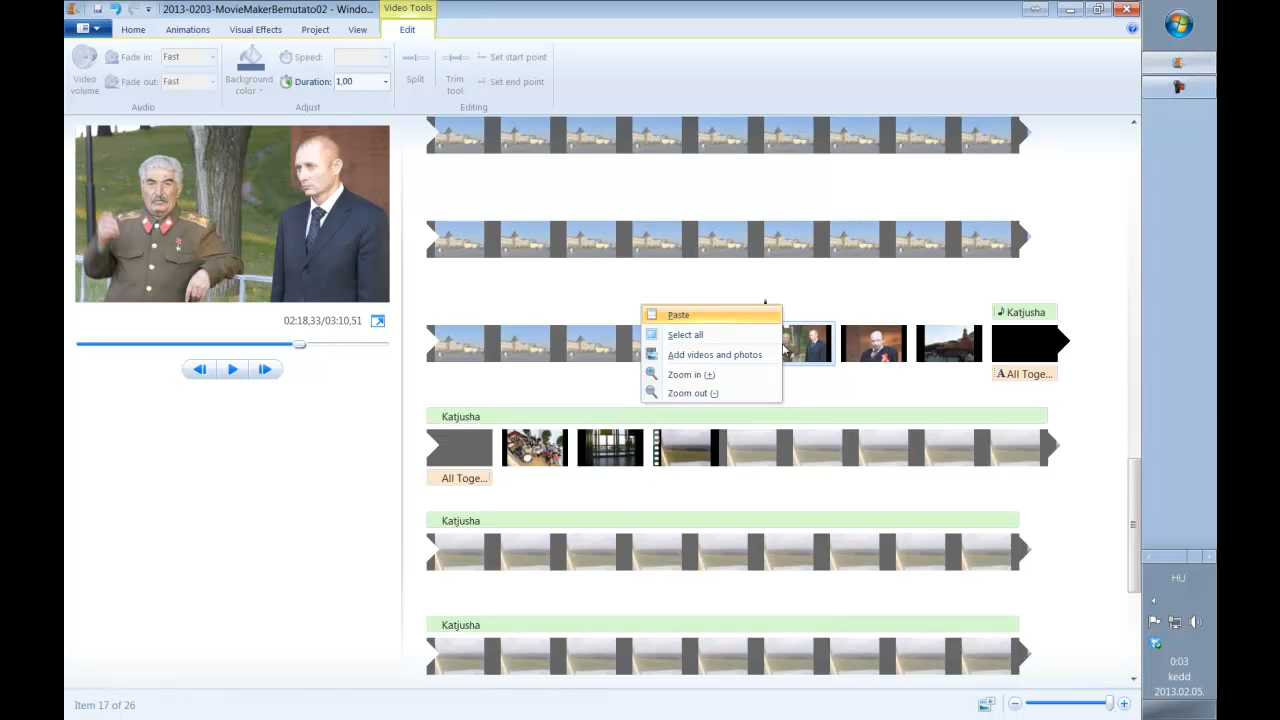 2013-0203-MovieMakerBemutato02 - Windo...
Video Tools
Home
Animations
Visual Effects
Project
View
Edit
Video volume
Fade in:
Fast
Fade out:
Fast
Audio
Background color
Speed:
Duration:
1,00
Adjust
Split
Trim tool
Set start point
Set end point
Editing
02:18,33/03:10,51
Paste
Select all
Add videos and photos
Zoom in (+)
Zoom out (-)
Katjusha
A All Toge...
Katjusha
All Toge...
Katjusha
Katjusha
Item 17 of 26
HU
0:03
kedd
2013.02.05.